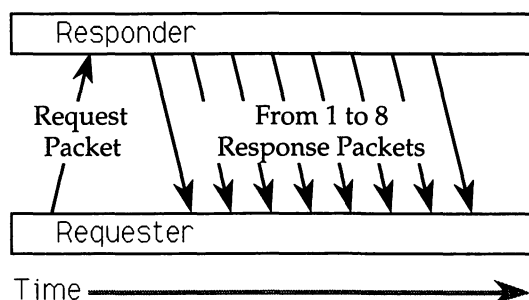 Responder
Request
Packet
From 1 to 8
Response Packets
Requester
Time